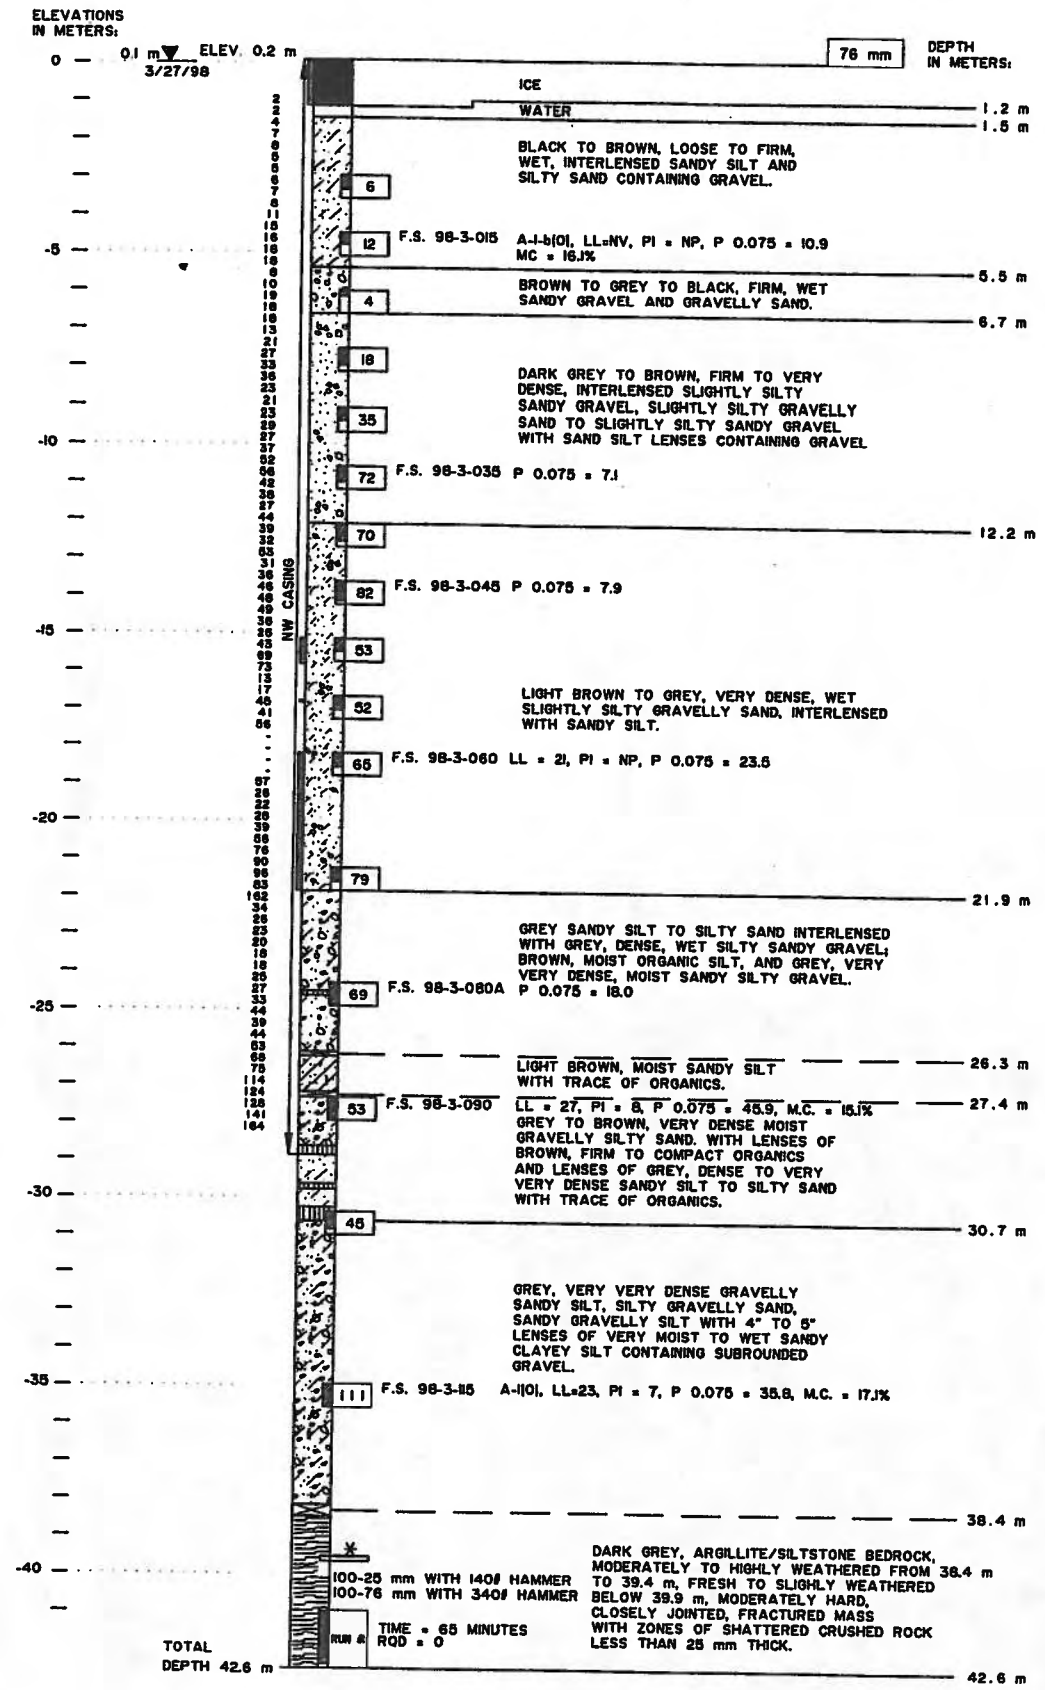 ELEVATIONS
IN METERS:
0.1 m ELEV. 0.2 m
3/27/98
76 mm
DEPTH
IN METERS:
0
ICE
1.2 m
WATER
1.5 m
BLACK TO BROWN, LOOSE TO FIRM,
WET, INTERLENSED SANDY SILT AND
SILTY SAND CONTAINING GRAVEL.
6
12 F.S. 98-3-015 A-1-b(0), LL=NV, PI = NP, P 0.075 = 10.9
MC = 16.1%
-5
5.5 m
BROWN TO GREY TO BLACK, FIRM, WET
SANDY GRAVEL AND GRAVELLY SAND.
4
6.7 m
18
DARK GREY TO BROWN, FIRM TO VERY
DENSE, INTERLENSED SLIGHTLY SILTY
SANDY GRAVEL, SLIGHTLY SILTY GRAVELLY
SAND TO SLIGHTLY SILTY SANDY GRAVEL
WITH SAND SILT LENSES CONTAINING GRAVEL
35
-10
72 F.S. 98-3-035 P 0.075 = 7.1
12.2 m
70
NW CASING
82 F.S. 98-3-045 P 0.075 = 7.9
-15
53
LIGHT BROWN TO GREY, VERY DENSE, WET
SLIGHTLY SILTY GRAVELLY SAND, INTERLENSED
WITH SANDY SILT.
52
65 F.S. 98-3-060 LL = 21, PI = NP, P 0.075 = 23.5
-20
79
21.9 m
GREY SANDY SILT TO SILTY SAND INTERLENSED
WITH GREY, DENSE, WET SILTY SANDY GRAVEL;
BROWN, MOIST ORGANIC SILT, AND GREY, VERY
VERY DENSE, MOIST SANDY SILTY GRAVEL.
69 F.S. 98-3-080A P 0.075 = 18.0
-25
26.3 m
LIGHT BROWN, MOIST SANDY SILT
WITH TRACE OF ORGANICS.
27.4 m
53 F.S. 98-3-090 LL = 27, PI = 8, P 0.075 = 45.9, M.C. = 15.1%
GREY TO BROWN, VERY DENSE MOIST
GRAVELLY SILTY SAND. WITH LENSES OF
BROWN, FIRM TO COMPACT ORGANICS
AND LENSES OF GREY, DENSE TO VERY
VERY DENSE SANDY SILT TO SILTY SAND
WITH TRACE OF ORGANICS.
-30
45
30.7 m
GREY, VERY VERY DENSE GRAVELLY
SANDY SILT, SILTY GRAVELLY SAND,
SANDY GRAVELLY SILT WITH 4" TO 5"
LENSES OF VERY MOIST TO WET SANDY
CLAYEY SILT CONTAINING SUBROUNDED
GRAVEL.
-35
111 F.S. 98-3-115 A-1(0), LL=23, PI = 7, P 0.075 = 35.8, M.C. = 17.1%
38.4 m
*
-40
100-25 mm WITH 140# HAMMER
100-76 mm WITH 340# HAMMER
DARK GREY, ARGILLITE/SILTSTONE BEDROCK,
MODERATELY TO HIGHLY WEATHERED FROM 38.4 m
TO 39.4 m, FRESH TO SLIGHLY WEATHERED
BELOW 39.9 m, MODERATELY HARD,
CLOSELY JOINTED, FRACTURED MASS
WITH ZONES OF SHATTERED CRUSHED ROCK
LESS THAN 25 mm THICK.
TIME = 65 MINUTES
RQD = 0
TOTAL
DEPTH 42.6 m
42.6 m